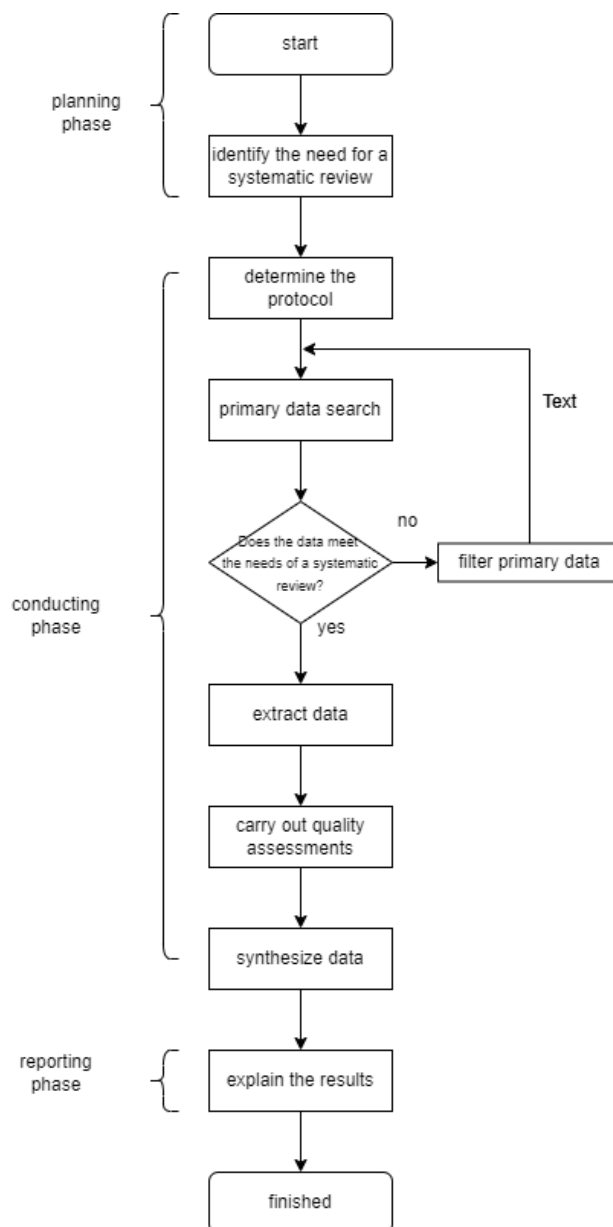 start
planning
phase
identify the need for a
systematic review
determine the
protocol
primary data search
Text
Does the data meet
the needs of a systematic
review?
no
filter primary data
yes
conducting
phase
extract data
carry out quality
assessments
synthesize data
reporting
phase
explain the results
finished